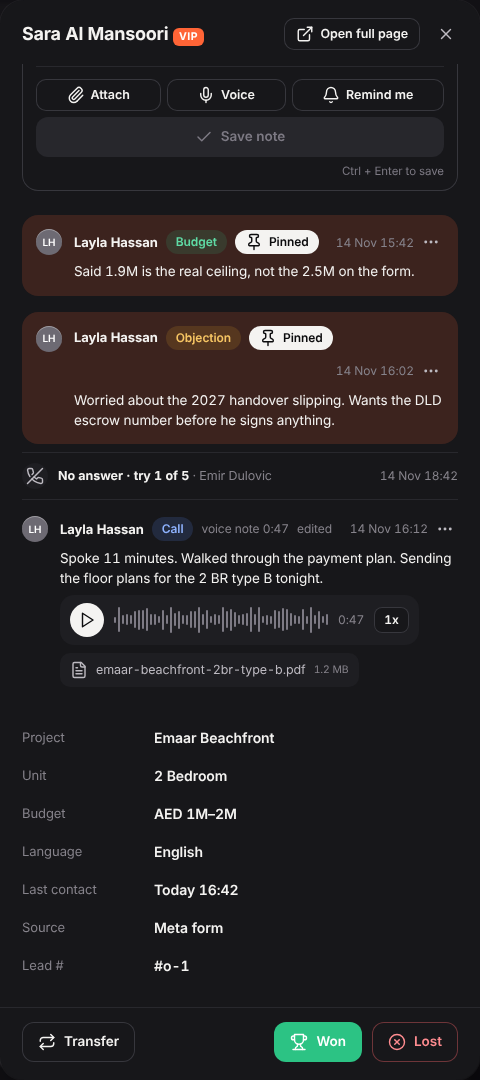 Sara Al Mansoori VIP Open full page
Attach Voice Remind me
Save note
Ctrl + Enter to save
LH Layla Hassan Budget Pinned 14 Nov 15:42 •••
Said 1.9M is the real ceiling, not the 2.5M on the form.
LH Layla Hassan Objection Pinned
14 Nov 16:02 •••
Worried about the 2027 handover slipping. Wants the DLD
escrow number before he signs anything.
No answer · try 1 of 5 · Emir Dulovic 14 Nov 18:42
LH Layla Hassan Call voice note 0:47 edited 14 Nov 16:12 •••
Spoke 11 minutes. Walked through the payment plan. Sending
the floor plans for the 2 BR type B tonight.
0:47 1x
emaar-beachfront-2br-type-b.pdf 1.2 MB
Project Emaar Beachfront
Unit 2 Bedroom
Budget AED 1M–2M
Language English
Last contact Today 16:42
Source Meta form
Lead # #o-1
Transfer Won Lost